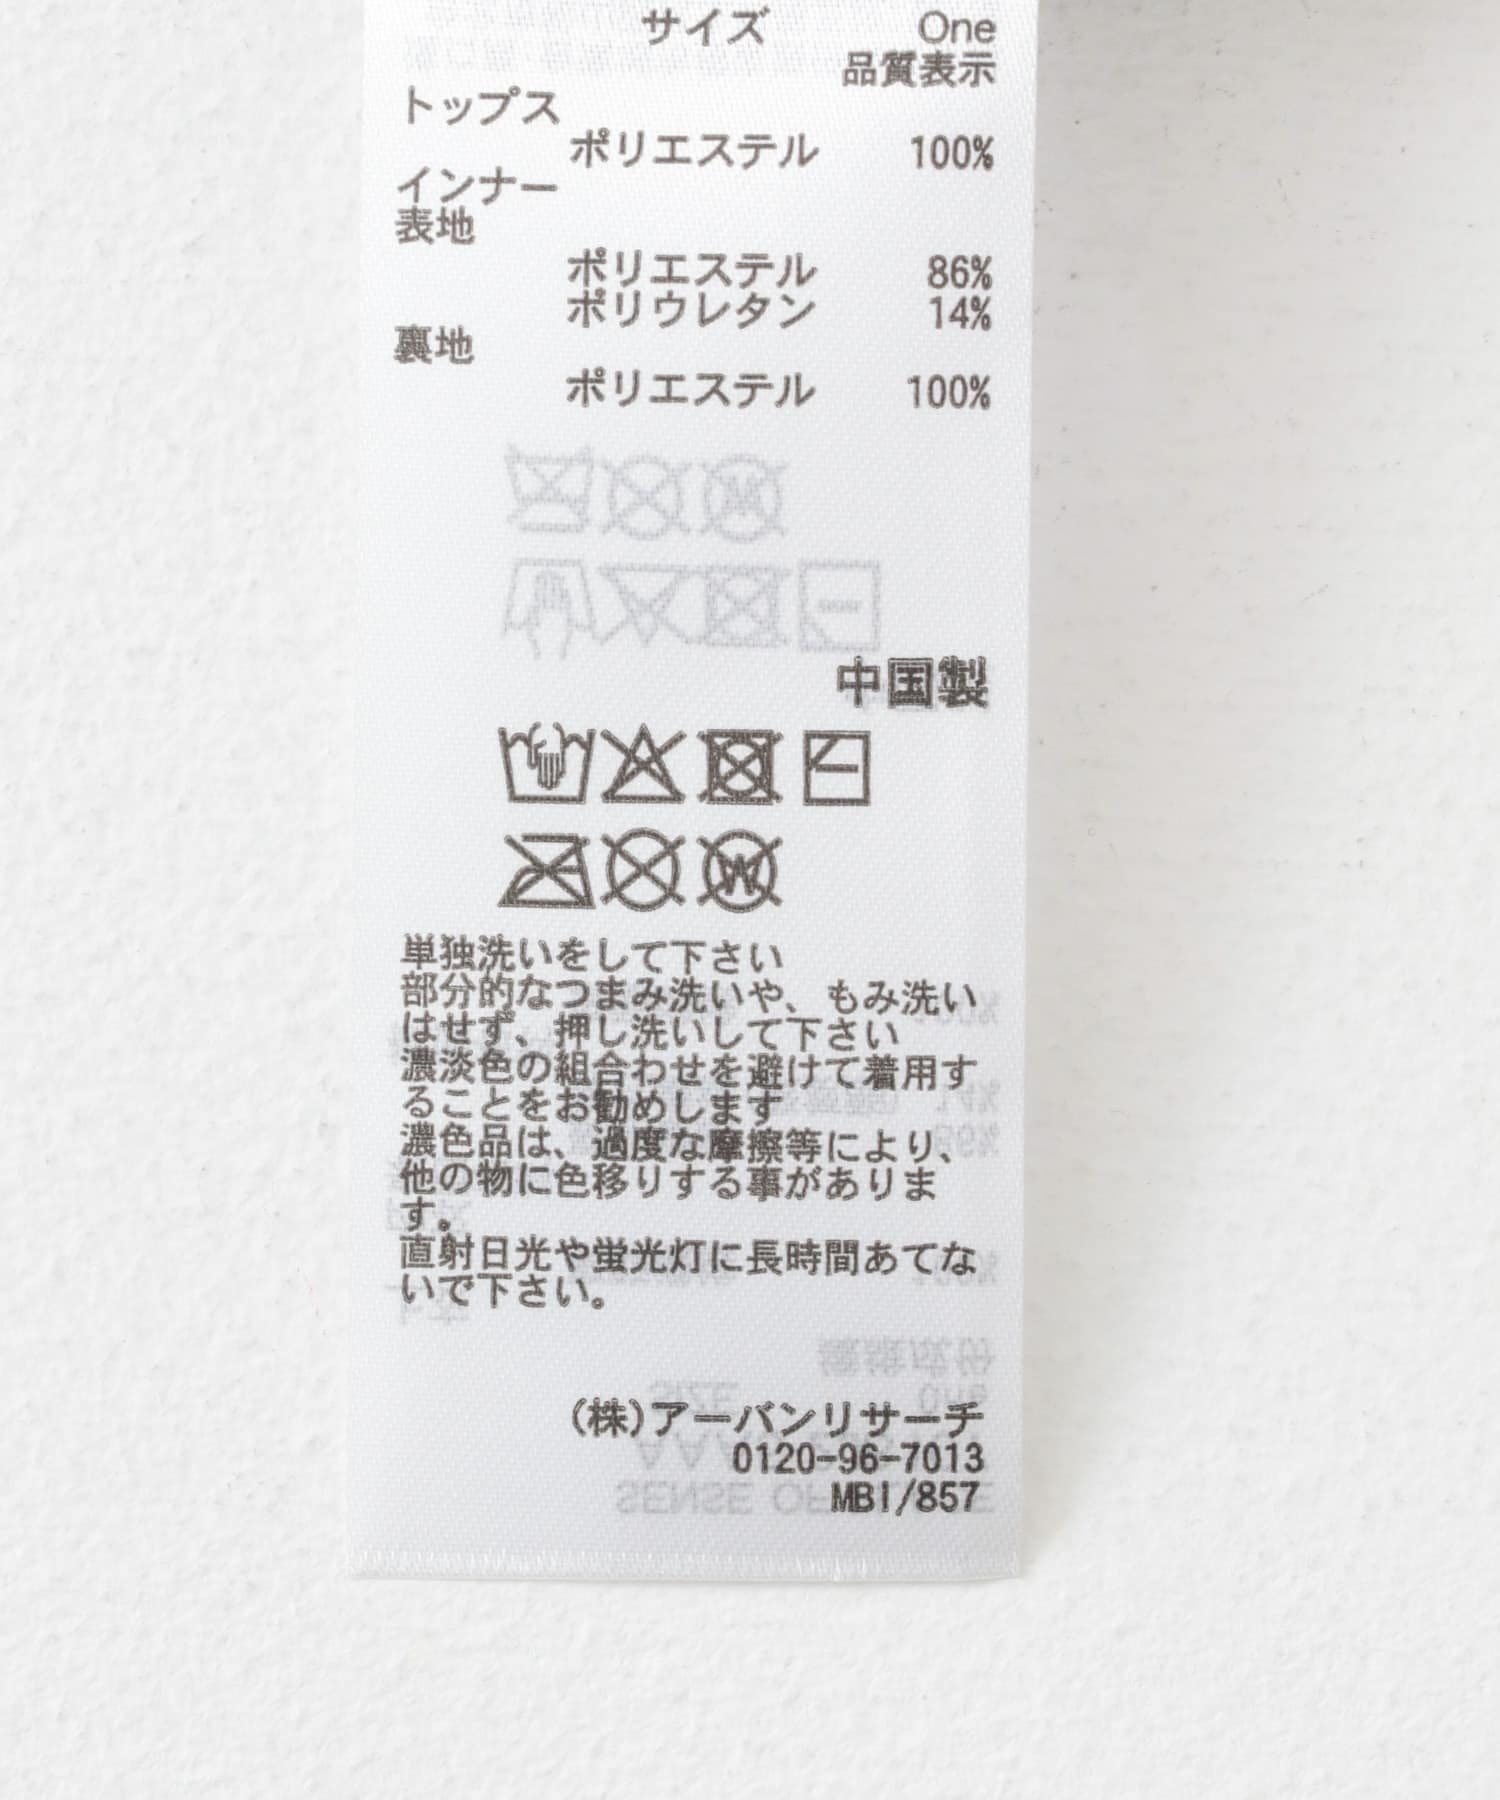 サイズ One
品質表示
トップス
ポリエステル 100%
インナー
表地
ポリエステル 86%
ポリウレタン 14%
裏地
ポリエステル 100%
中国製
単独洗いをして下さい
部分的なつまみ洗いや、もみ洗い
はせず、押し洗いして下さい
濃淡色の組合わせを避けて着用す
ることをお勧めします
濃色品は、過度な摩擦等により、
他の物に色移りする事がありま
す。
直射日光や蛍光灯に長時間あてな
いで下さい。
(株)アーバンリサーチ
0120-96-7013
MBI/857